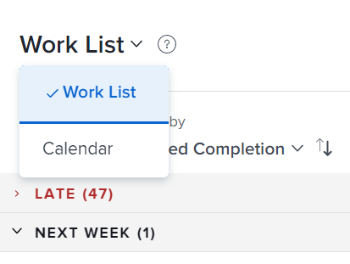 Work List
Work List
by
Calendar
ed Completion
LATE (47)
NEXT WEEK (1)